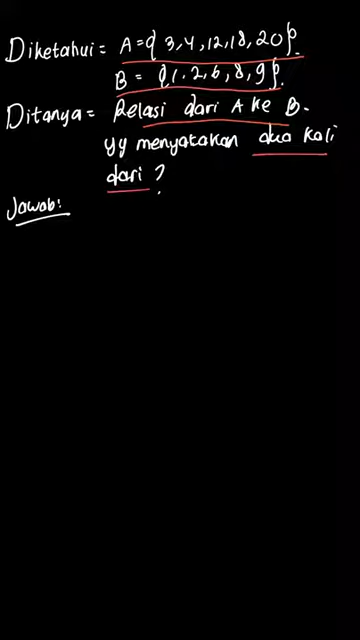 Diketahui = A = { 3, 4, 12, 18, 20 }.
B = { 1, 2, 6, 8, 9 }.
Ditanya = Relasi dari A ke B.
yg menyatakan dua kali
dari ?
Jawab: